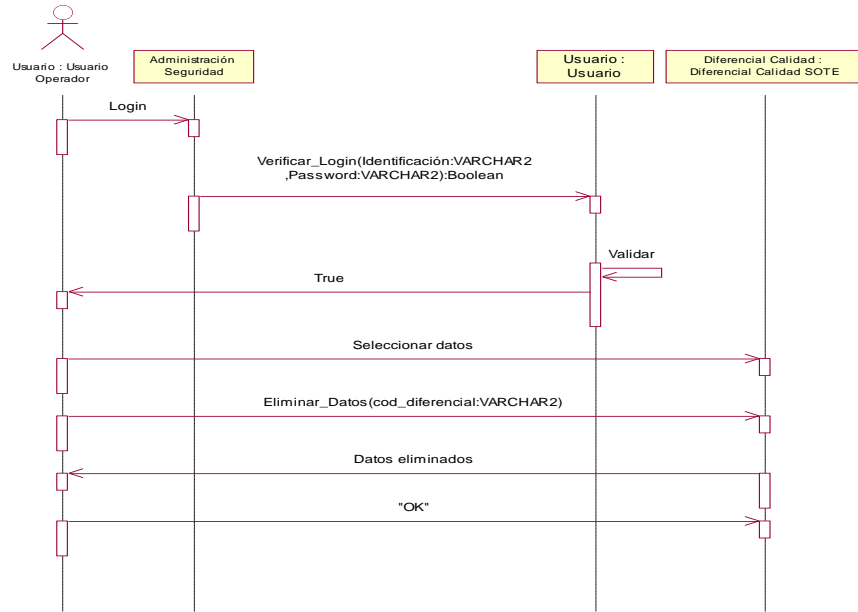 Usuario : Usuario
Operador
Administración
Seguridad
Usuario :
Usuario
Diferencial Calidad :
Diferencial Calidad SOTE
Login
Verificar_Login(Identificación:VARCHAR2
,Password:VARCHAR2):Boolean
Validar
True
Seleccionar datos
Eliminar_Datos(cod_diferencial:VARCHAR2)
Datos eliminados
"OK"